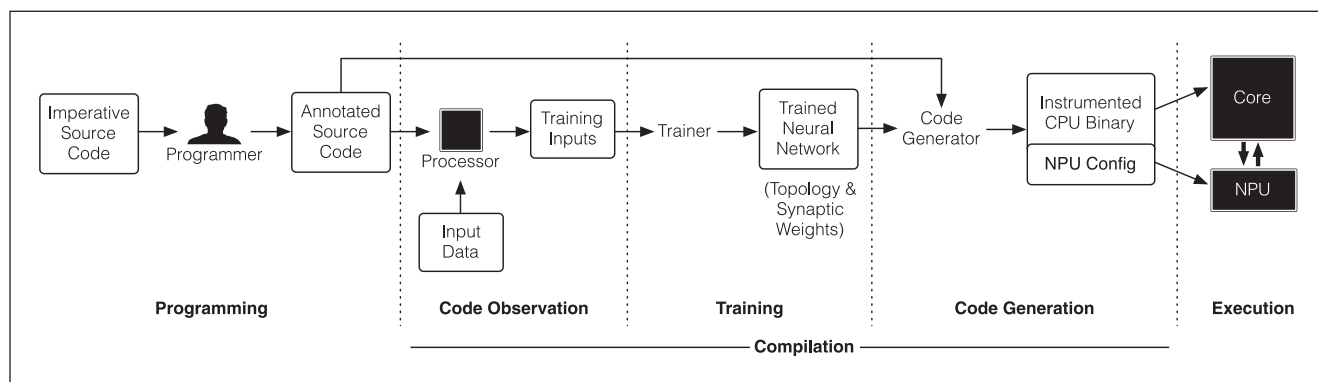 Imperative
Source
Code
Programmer
Annotated
Source
Code
Processor
Input
Data
Training
Inputs
Trainer
Trained
Neural
Network
(Topology &
Synaptic
Weights)
Code
Generator
Instrumented
CPU Binary
NPU Config
Core
NPU
Programming
Code Observation
Training
Code Generation
Execution
Compilation